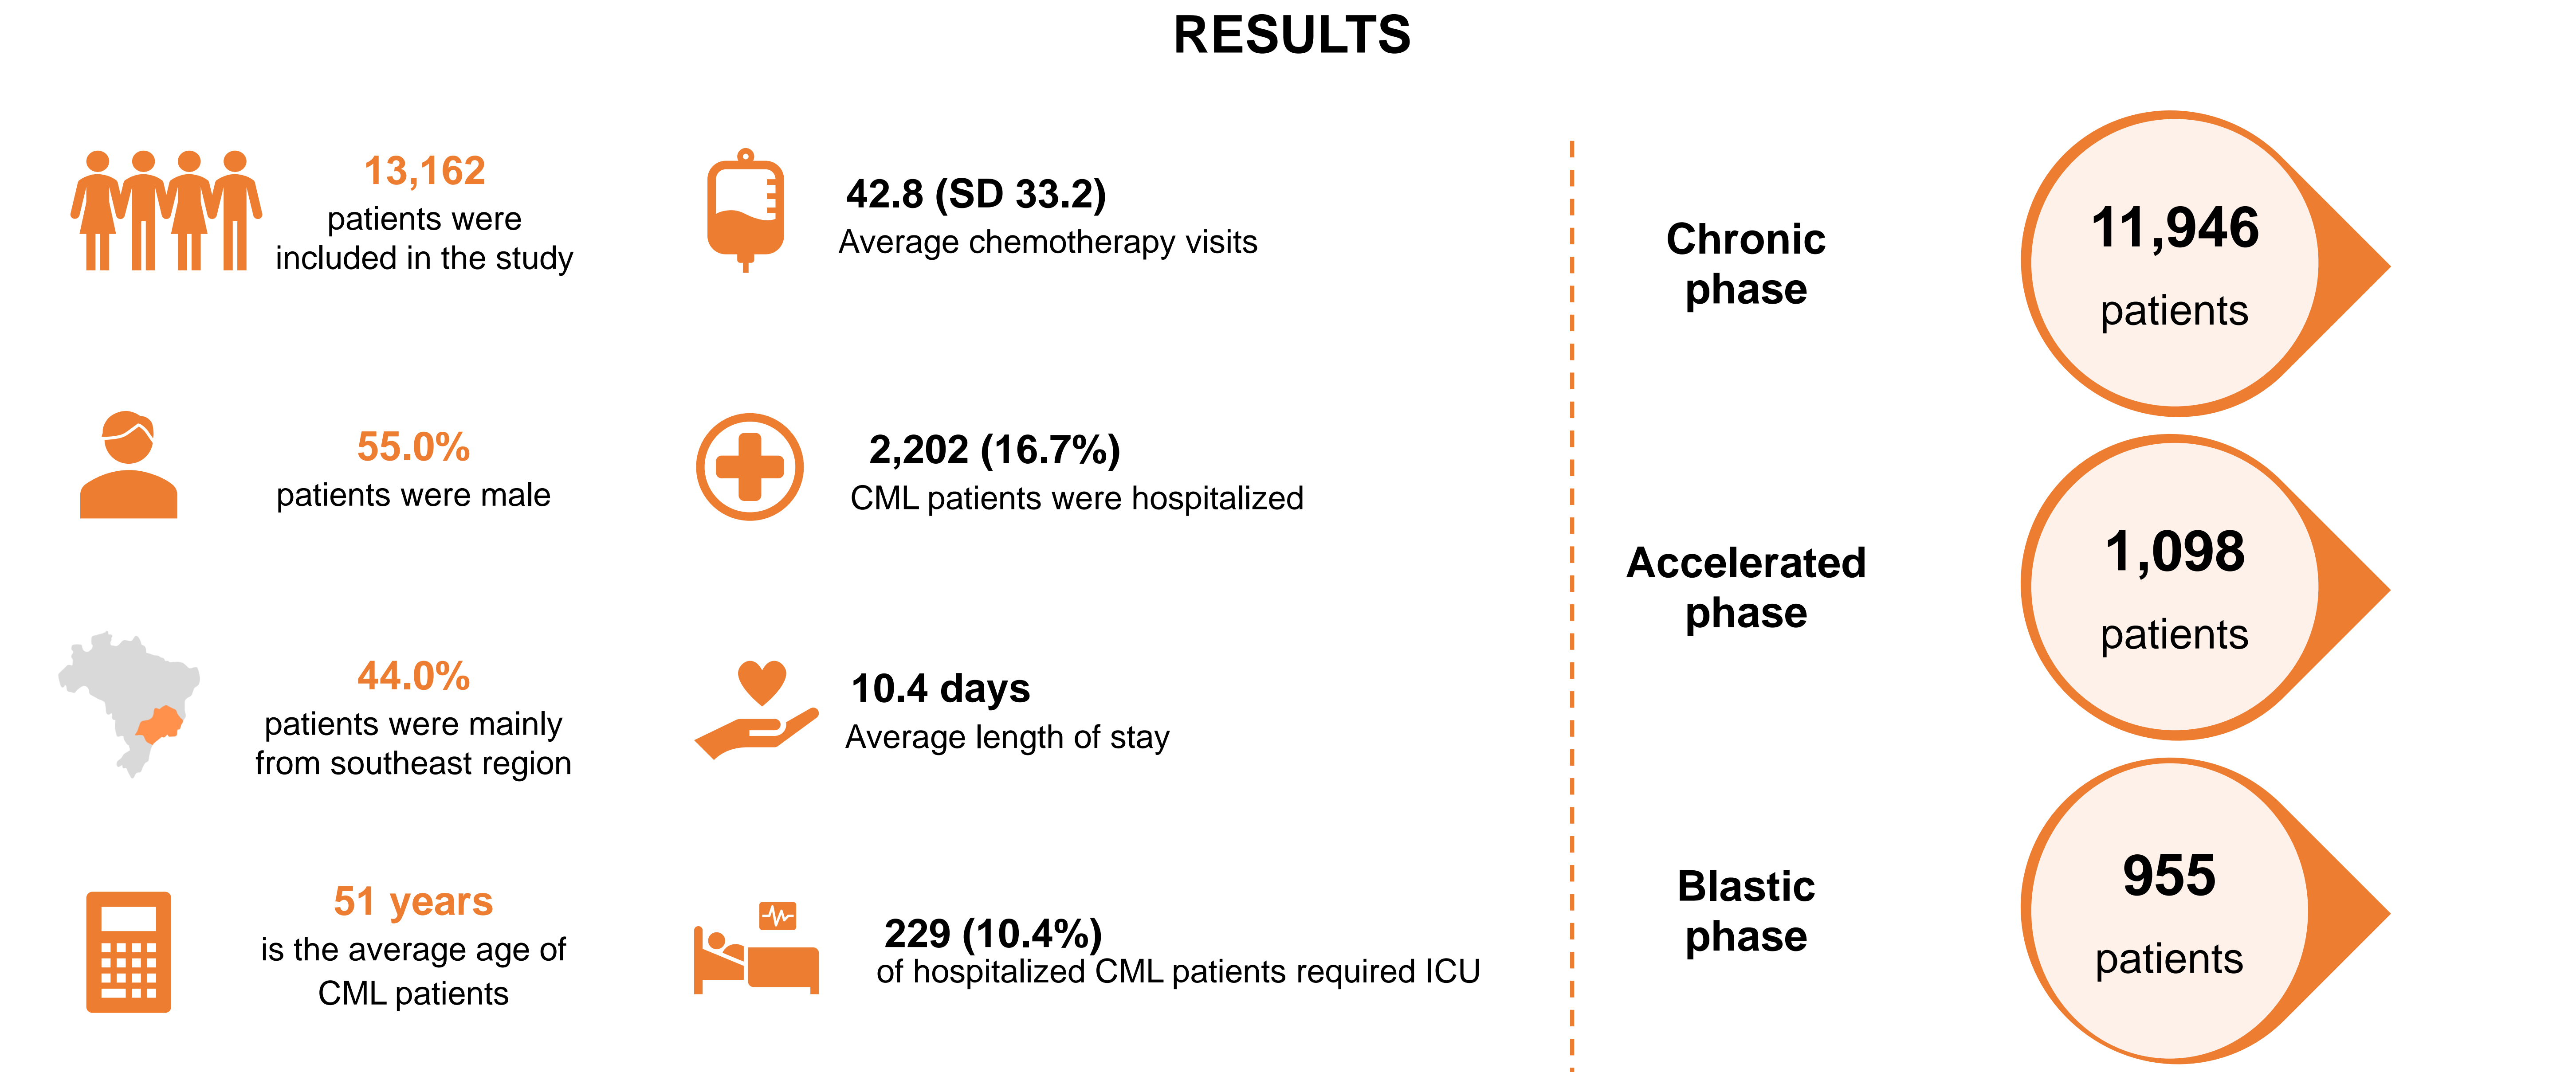 RESULTS
13,162
patients were
included in the study
55.0%
patients were male
44.0%
patients were mainly
from southeast region
51 years
is the average age of
CML patients
42.8 (SD 33.2)
Average chemotherapy visits
2,202 (16.7%)
CML patients were hospitalized
10.4 days
Average length of stay
229 (10.4%)
of hospitalized CML patients required ICU
Chronic
phase
11,946
patients
Accelerated
phase
1,098
patients
Blastic
phase
955
patients